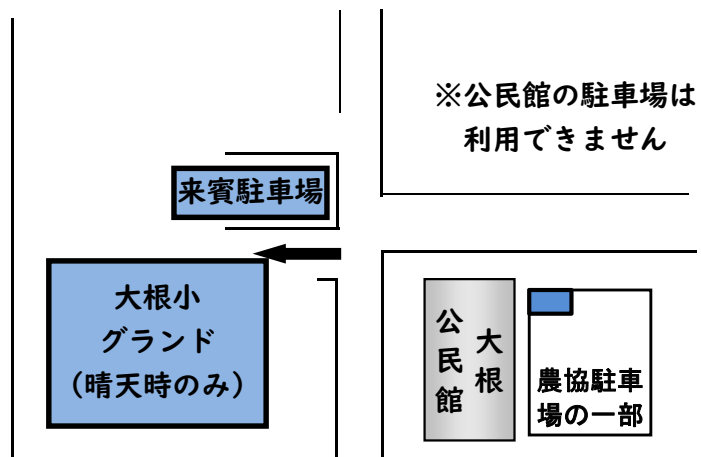 ※公民館の駐車場は
利用できません
来賓駐車場
大根小
グランド
（晴天時のみ）
大根
公民館
農協駐車
場の一部